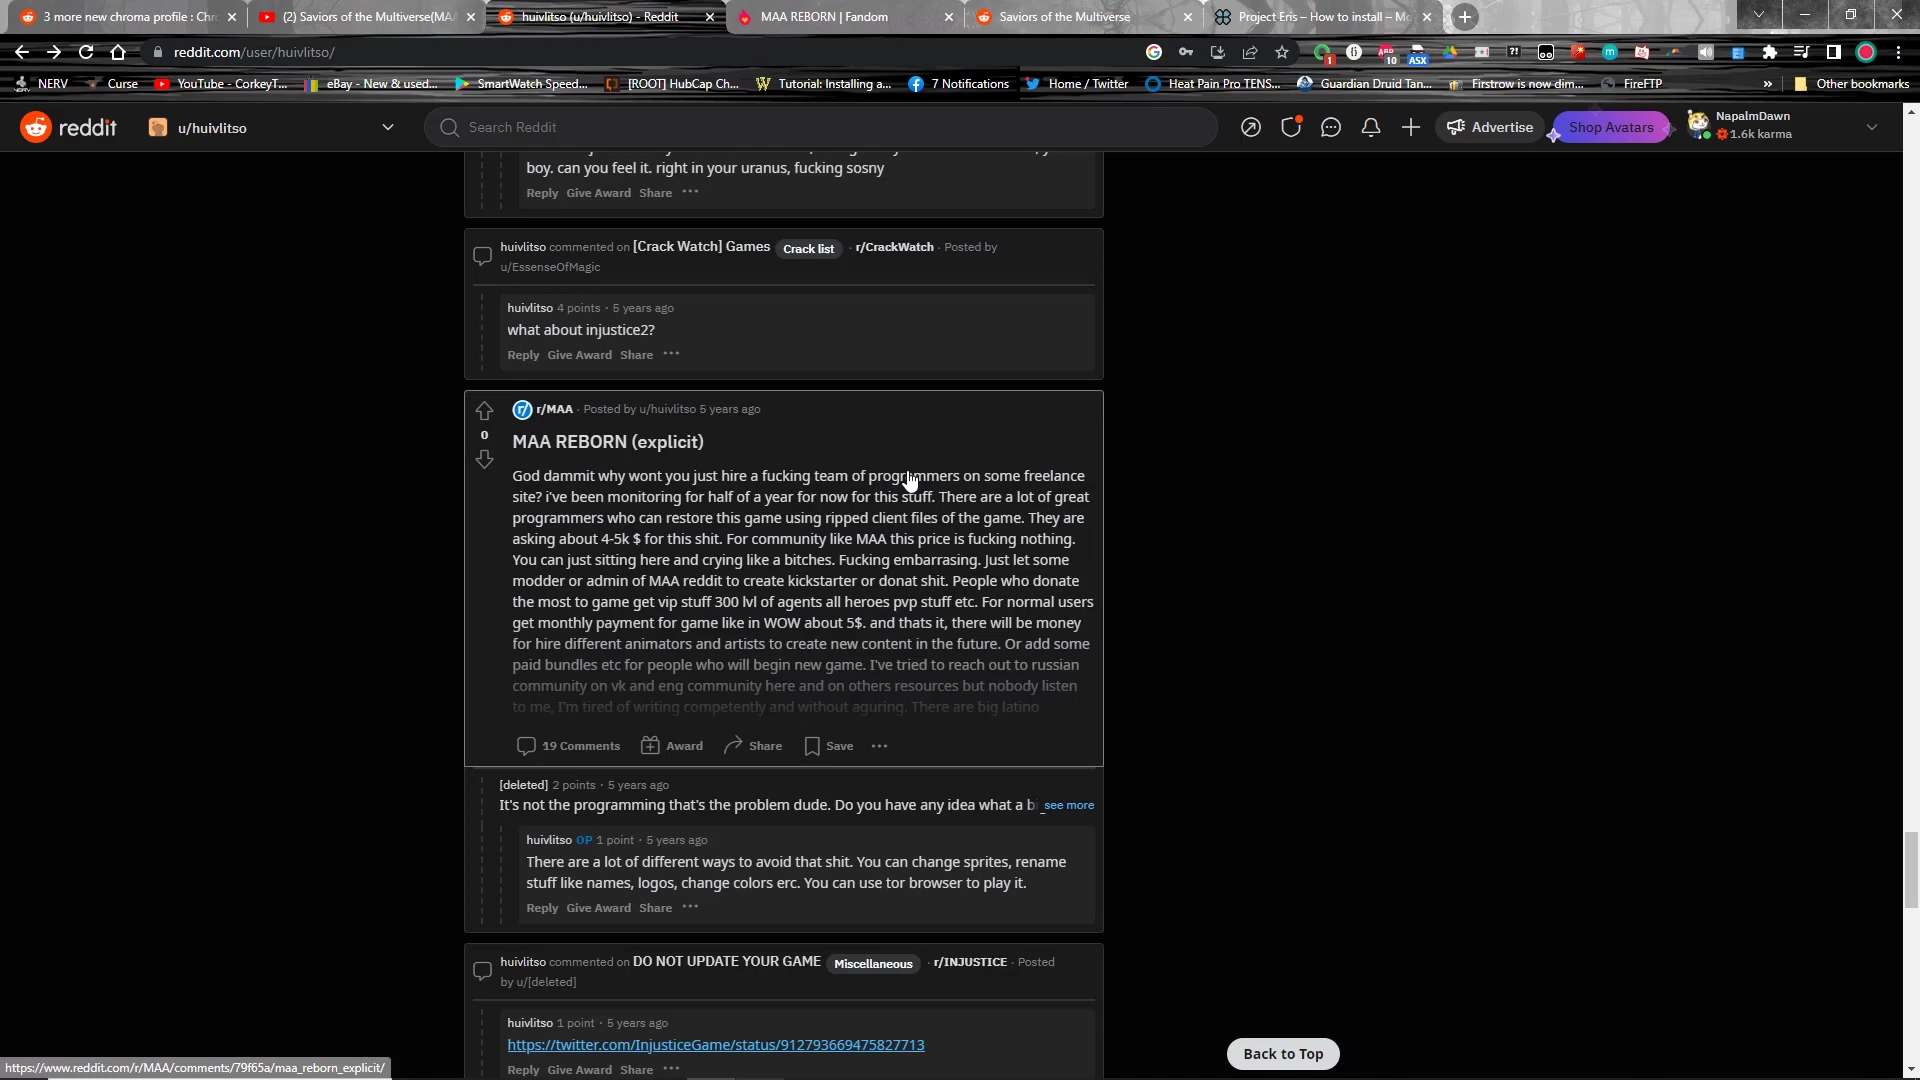 3 more new chroma profile : Chr
(2) Saviors of the Multiverse(MAA
huivlitso (u/huivlitso) - Reddit
MAA REBORN | Fandom
Saviors of the Multiverse
Project Eris – How to install – Mo
reddit.com/user/huivlitso/
NERV
Curse
YouTube - CorkeyT...
eBay - New & used...
SmartWatch Speed...
[ROOT] HubCap Ch...
Tutorial: Installing a...
7 Notifications
Home / Twitter
Heat Pain Pro TENS...
Guardian Druid Tan...
Firstrow is now dim...
FireFTP
»
Other bookmarks
reddit
u/huivlitso
Search Reddit
Advertise
Shop Avatars
NapalmDawn
1.6k karma
boy. can you feel it. right in your uranus, fucking sosny
Reply Give Award Share ···
huivlitso commented on [Crack Watch] Games Crack list · r/CrackWatch · Posted by
u/EssenseOfMagic
huivlitso 4 points · 5 years ago
what about injustice2?
Reply Give Award Share ···
r/MAA · Posted by u/huivlitso 5 years ago
0
MAA REBORN (explicit)
God dammit why wont you just hire a fucking team of programmers on some freelance
site? i've been monitoring for half of a year for now for this stuff. There are a lot of great
programmers who can restore this game using ripped client files of the game. They are
asking about 4-5k $ for this shit. For community like MAA this price is fucking nothing.
You can just sitting here and crying like a bitches. Fucking embarrasing. Just let some
modder or admin of MAA reddit to create kickstarter or donat shit. People who donate
the most to game get vip stuff 300 lvl of agents all heroes pvp stuff etc. For normal users
get monthly payment for game like in WOW about 5$. and thats it, there will be money
for hire different animators and artists to create new content in the future. Or add some
paid bundles etc for people who will begin new game. I've tried to reach out to russian
community on vk and eng community here and on others resources but nobody listen
to me, I'm tired of writing competently and without aguring. There are big latino
19 Comments Award Share Save ···
[deleted] 2 points · 5 years ago
It's not the programming that's the problem dude. Do you have any idea what a bi see more
huivlitso OP 1 point · 5 years ago
There are a lot of different ways to avoid that shit. You can change sprites, rename
stuff like names, logos, change colors erc. You can use tor browser to play it.
Reply Give Award Share ···
huivlitso commented on DO NOT UPDATE YOUR GAME Miscellaneous · r/INJUSTICE · Posted
by u/[deleted]
huivlitso 1 point · 5 years ago
https://twitter.com/InjusticeGame/status/912793669475827713
Reply Give Award Share ···
Back to Top
https://www.reddit.com/r/MAA/comments/79f65a/maa_reborn_explicit/